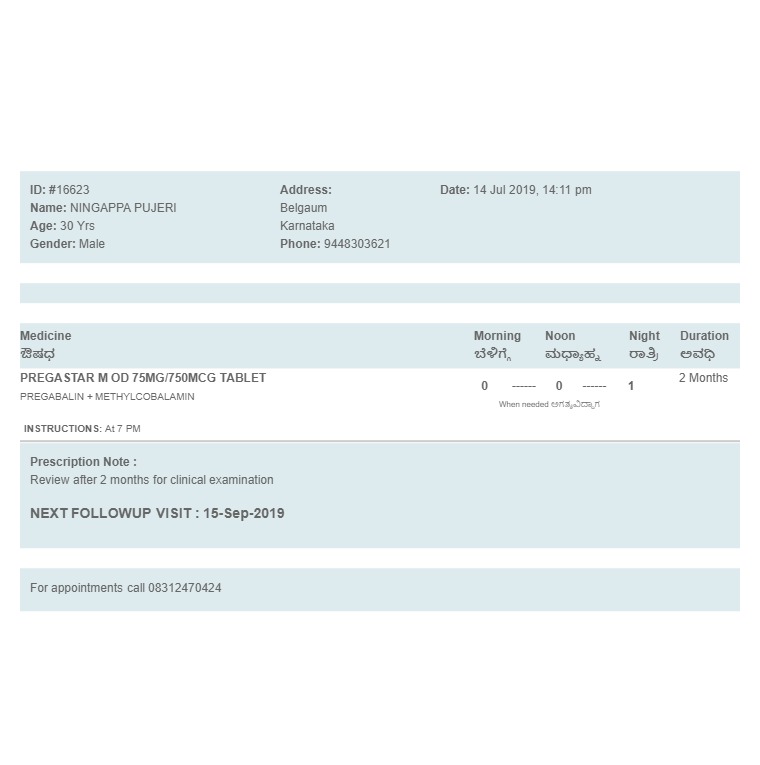 ID: #16623
Name: NINGAPPA PUJERI
Age: 30 Yrs
Gender: Male
Address:
Belgaum
Karnataka
Phone: 9448303621
Date: 14 Jul 2019, 14:11 pm
Medicine Morning Noon Night Duration
ಔಷಧ ಬೆಳಿಗ್ಗೆ ಮಧ್ಯಾಹ್ನ ರಾತ್ರಿ ಅವಧಿ
PREGASTAR M OD 75MG/750MCG TABLET 2 Months
0 ------ 0 ------ 1
PREGABALIN + METHYLCOBALAMIN
When needed ಅಗತ್ಯವಿದ್ದಾಗ
INSTRUCTIONS: At 7 PM
Prescription Note :
Review after 2 months for clinical examination
NEXT FOLLOWUP VISIT : 15-Sep-2019
For appointments call 08312470424